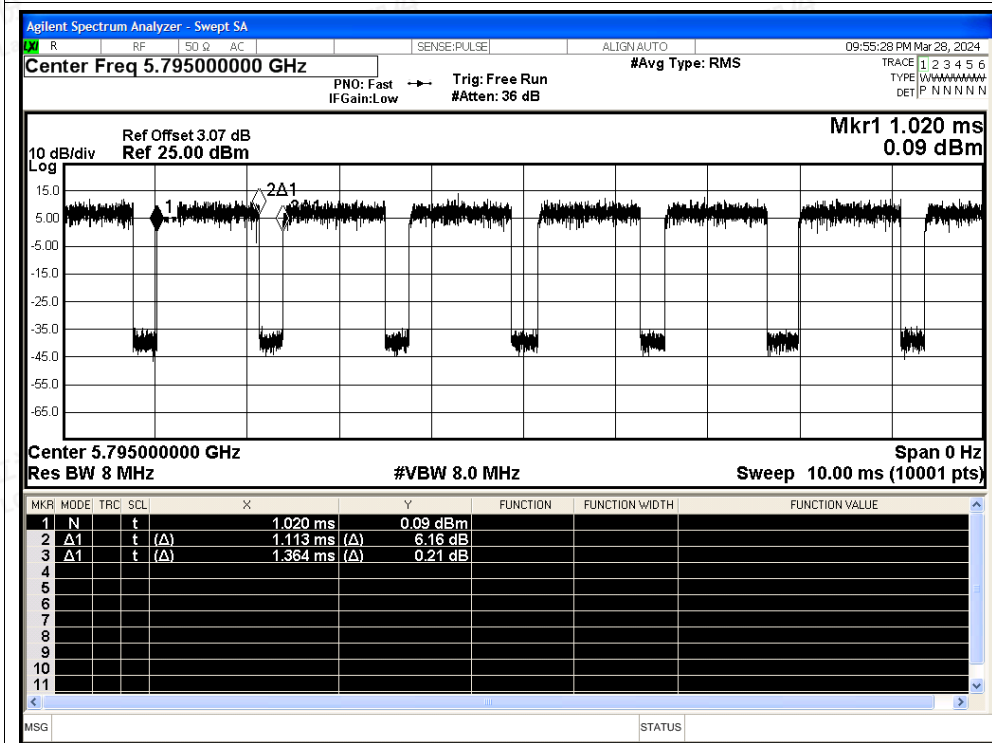 Agilent Spectrum Analyzer - Swept SA
LXI R RF 50 Ω AC SENSE:PULSE ALIGN AUTO 09:55:28 PM Mar 28, 2024
Center Freq 5.795000000 GHz #Avg Type: RMS TRACE 1 2 3 4 5 6
PNO: Fast Trig: Free Run TYPE
IFGain:Low #Atten: 36 dB DET P N N N N N
Mkr1 1.020 ms
Ref Offset 3.07 dB
10 dB/div Ref 25.00 dBm 0.09 dBm
Log
15.0
2Δ1
1
5.00
-5.00
-15.0
-25.0
-35.0
-45.0
-55.0
-65.0
Center 5.795000000 GHz Span 0 Hz
Res BW 8 MHz #VBW 8.0 MHz Sweep 10.00 ms (10001 pts)
MKR MODE TRC SCL X Y FUNCTION FUNCTION WIDTH FUNCTION VALUE
1 N t 1.020 ms 0.09 dBm
2 Δ1 t (Δ) 1.113 ms (Δ) 6.16 dB
3 Δ1 t (Δ) 1.364 ms (Δ) 0.21 dB
4
5
6
7
8
9
10
11
MSG STATUS